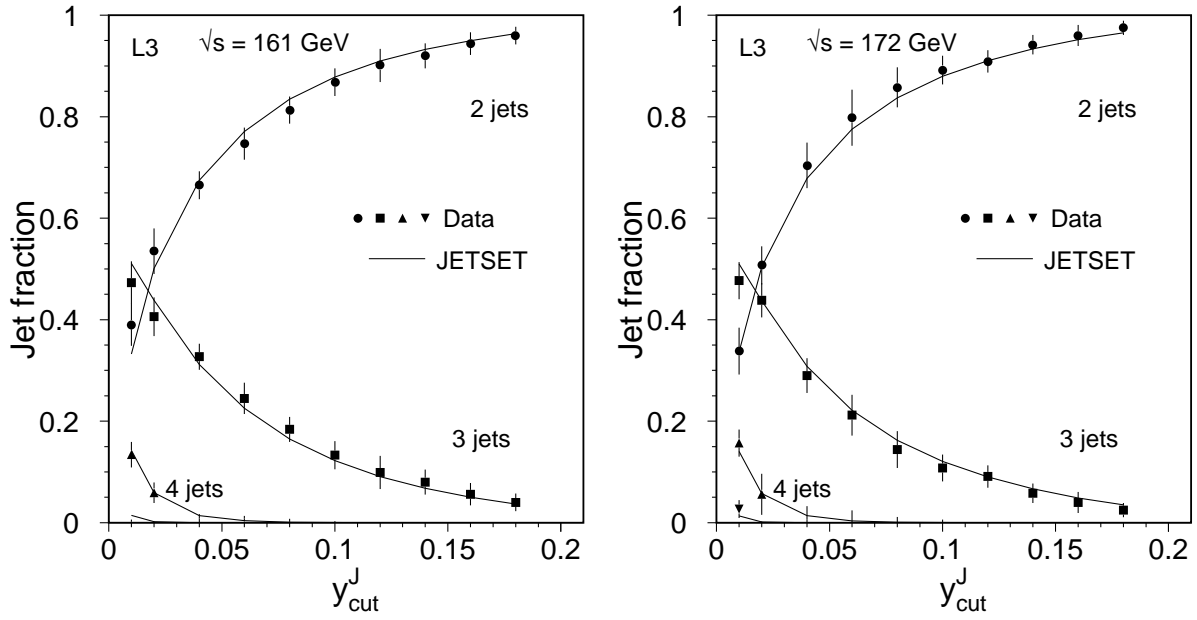 L3 √s = 161 GeV
2 jets
Data
JETSET
3 jets
4 jets
Jet fraction
0
0.2
0.4
0.6
0.8
1
0 0.05 0.1 0.15 0.2
y_cut^J
L3 √s = 172 GeV
2 jets
Data
JETSET
3 jets
4 jets
Jet fraction
0
0.2
0.4
0.6
0.8
1
0 0.05 0.1 0.15 0.2
y_cut^J